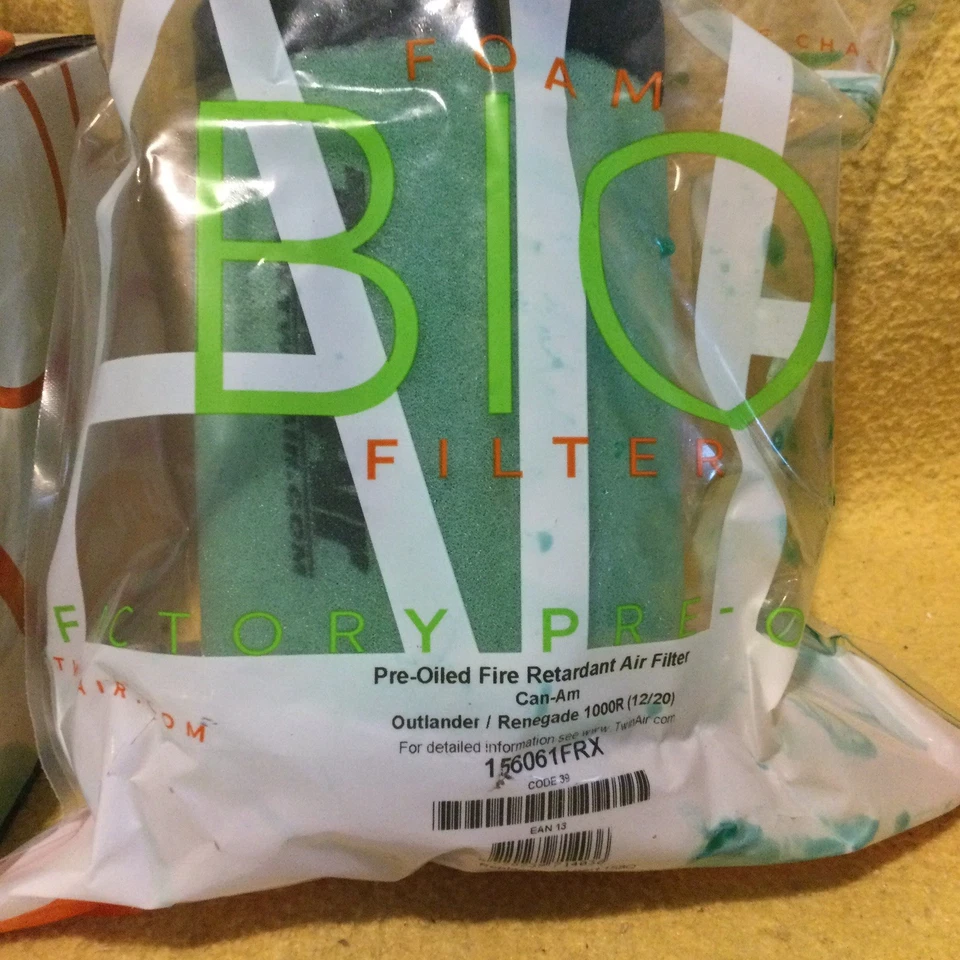 FOAM
BIO
FILTER
FACTORY PRE-O
Pre-Oiled Fire Retardant Air Filter
Can-Am
Outlander / Renegade 1000R (12/20)
For detailed information see www. TwinAir com
156061FRX
CODE 39
EAN 13